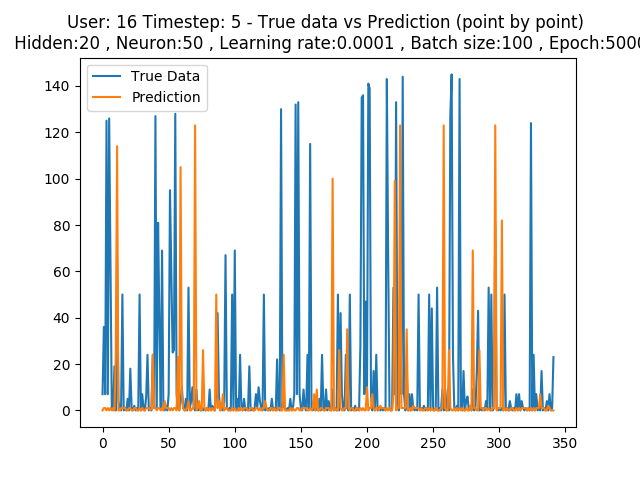 User: 16 Timestep: 5 - True data vs Prediction (point by point)
Hidden:20 , Neuron:50 , Learning rate:0.0001 , Batch size:100 , Epoch:5000
True Data
Prediction
140
120
100
80
60
40
20
0
0 50 100 150 200 250 300 350